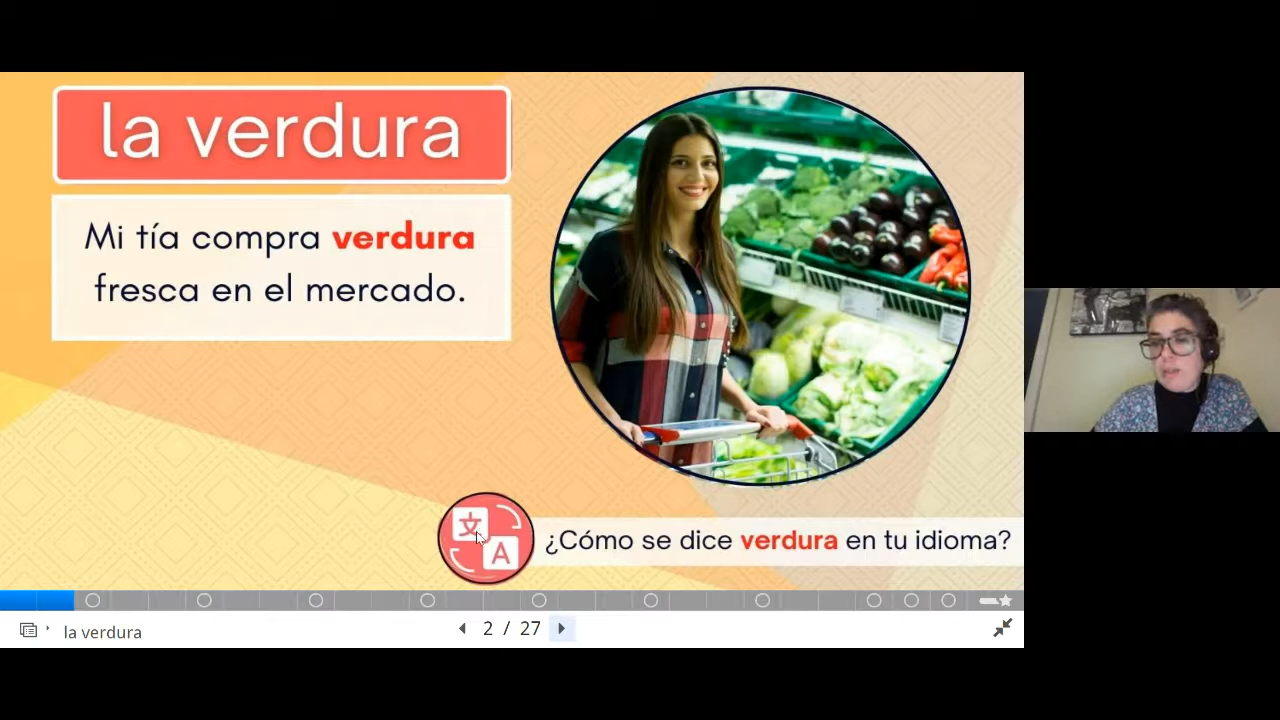 la verdura
Mi tía compra verdura
fresca en el mercado.
文
A
¿Cómo se dice verdura en tu idioma?
la verdura
2 / 27